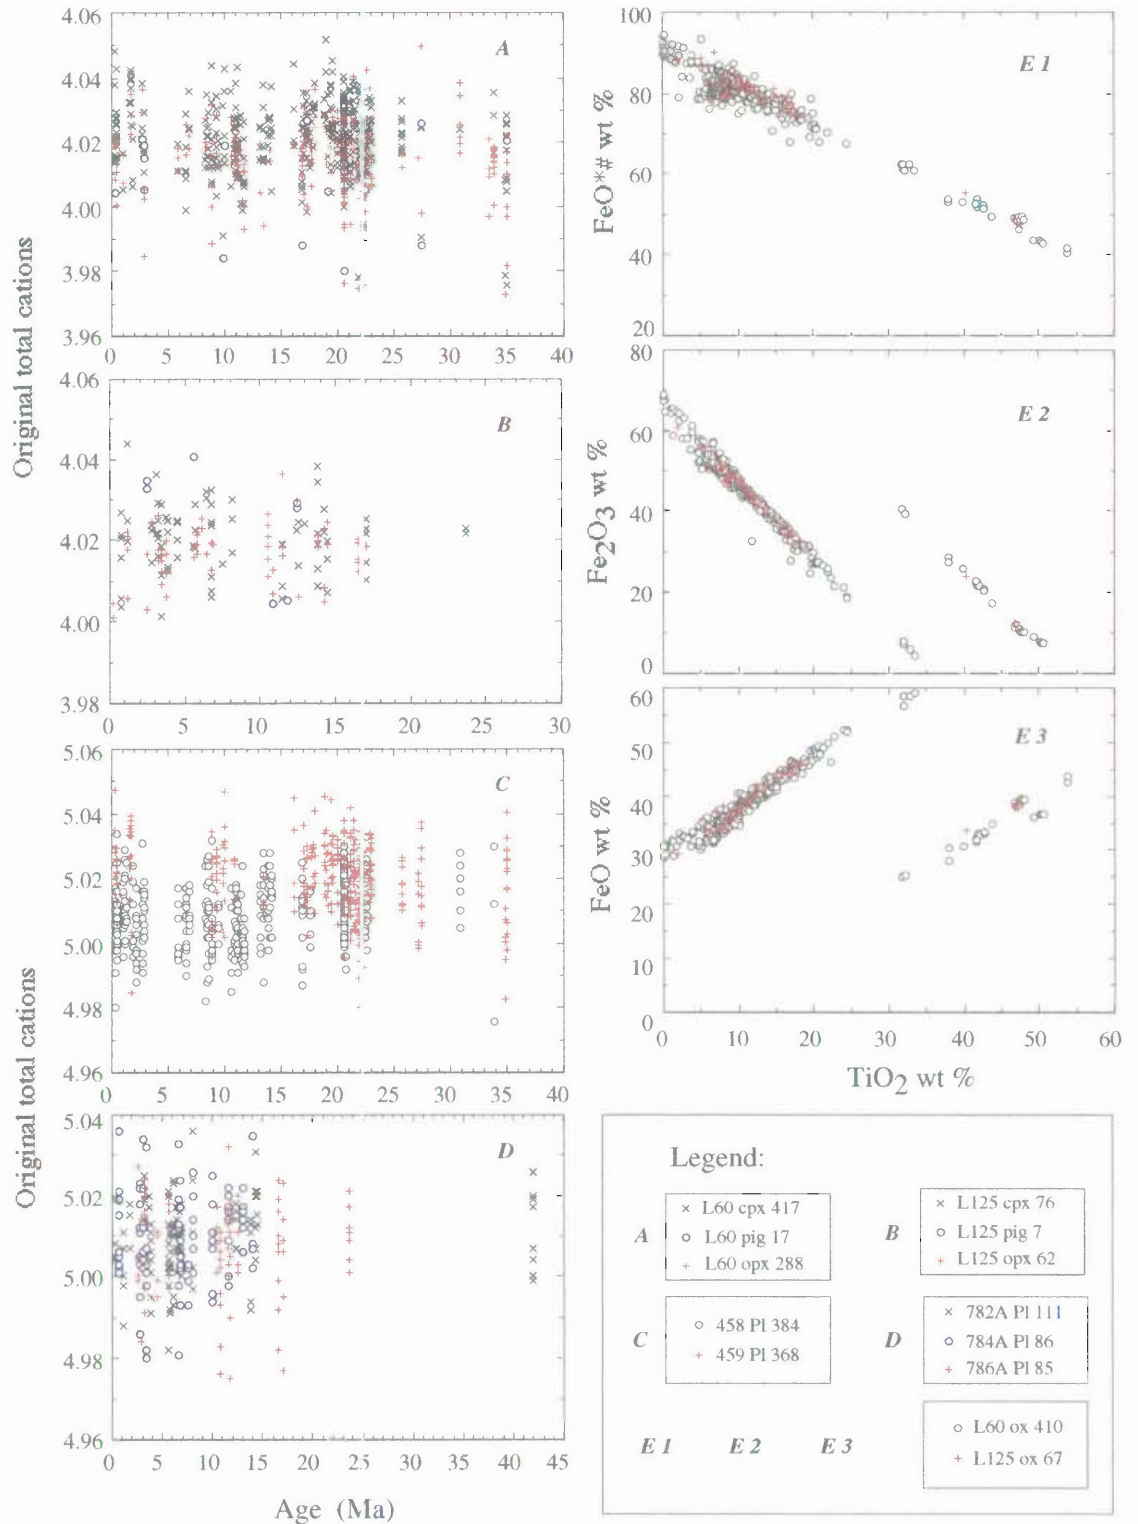 Original total cations
4.06
4.04
4.02
4.00
3.98
3.96
A
0 5 10 15 20 25 30 35 40
4.06
4.04
4.02
4.00
3.98
B
0 5 10 15 20 25 30
Original total cations
5.06
5.04
5.02
5.00
4.98
4.96
C
0 5 10 15 20 25 30 35 40
5.04
5.02
5.00
4.98
4.96
D
0 5 10 15 20 25 30 35 40 45
Age (Ma)
FeO*# wt %
100
80
60
40
20
E 1
Fe2O3 wt %
80
60
40
20
0
E 2
FeO wt %
60
50
40
30
20
10
0
E 3
0 10 20 30 40 50 60
TiO2 wt %
Legend:
A
× L60 cpx 417
o L60 pig 17
+ L60 opx 288
B
× L125 cpx 76
o L125 pig 7
+ L125 opx 62
C
o 458 Pl 384
+ 459 Pl 368
D
× 782A Pl 111
o 784A Pl 86
+ 786A Pl 85
E 1 E 2 E 3
o L60 ox 410
+ L125 ox 67